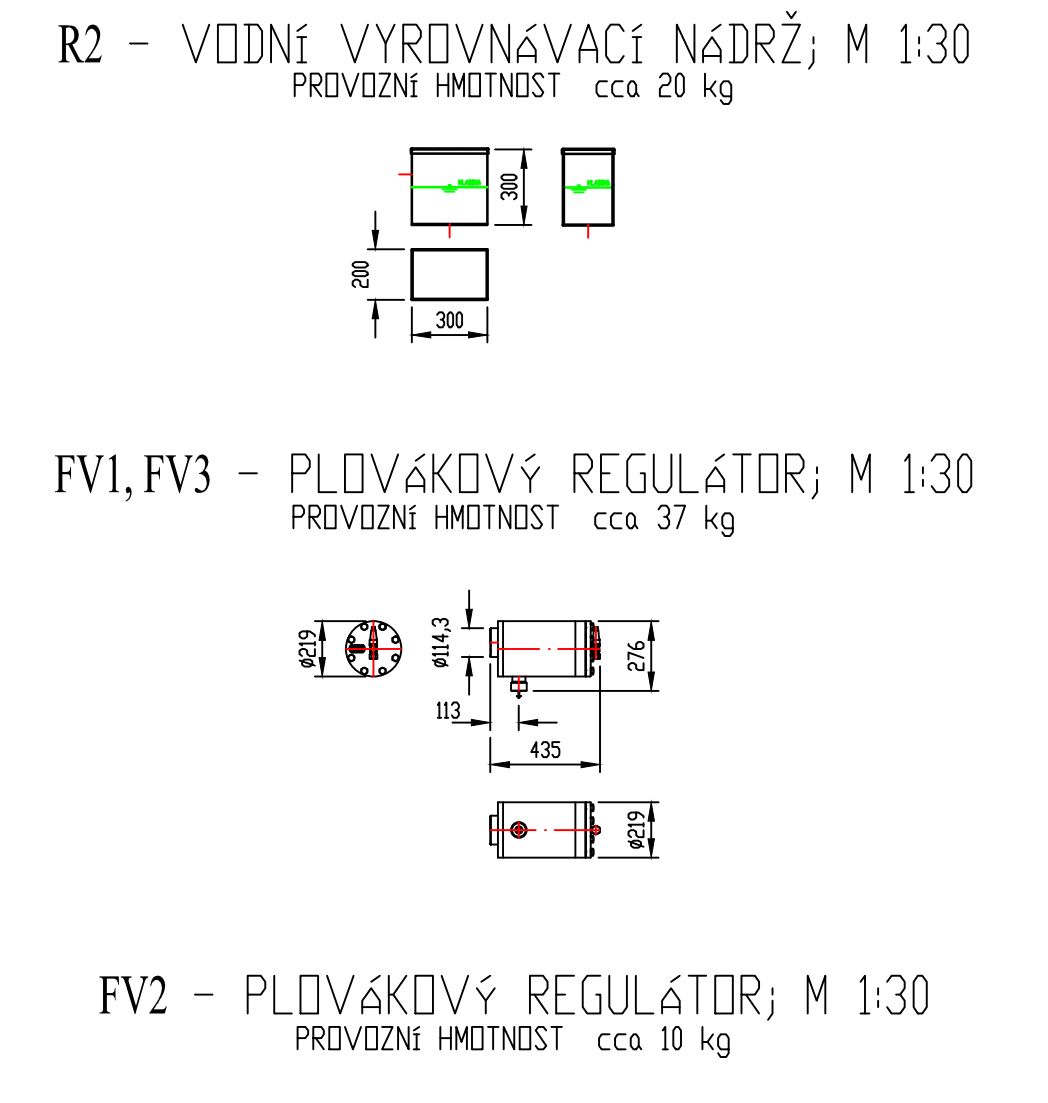 R2 - VODNÍ VYROVNÁVACÍ NÁDRŽ; M 1:30
PROVOZNÍ HMOTNOST cca 20 kg
HLADINA
300
HLADINA
200
300
FV1, FV3 - PLOVÁKOVÝ REGULÁTOR; M 1:30
PROVOZNÍ HMOTNOST cca 37 kg
ø219
ø114,3
276
113
435
ø219
FV2 - PLOVÁKOVÝ REGULÁTOR; M 1:30
PROVOZNÍ HMOTNOST cca 10 kg